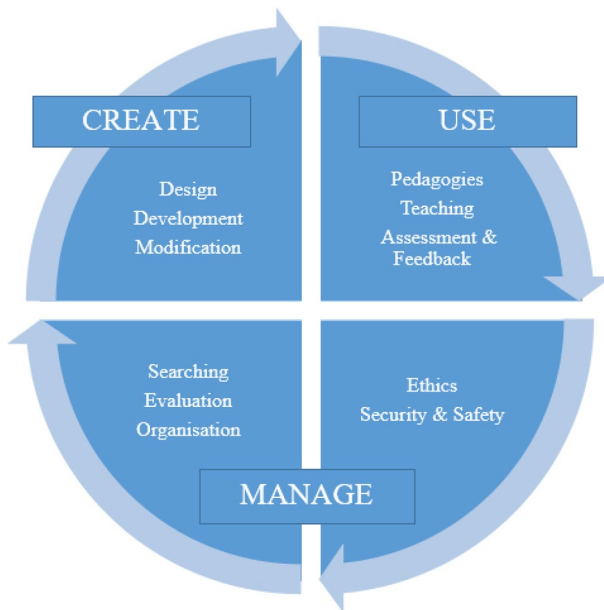 CREATE
Design
Development
Modification
USE
Pedagogies
Teaching
Assessment &
Feedback
Searching
Evaluation
Organisation
Ethics
Security & Safety
MANAGE